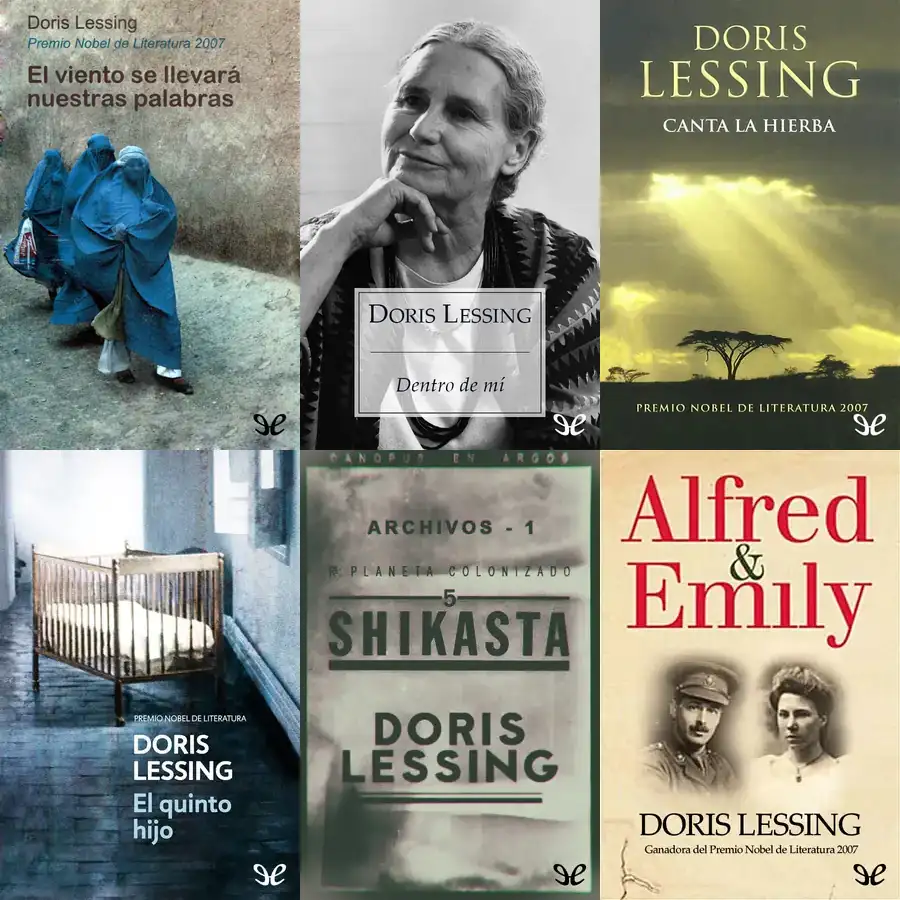 Doris Lessing
Premio Nobel de Literatura 2007
El viento se llevará
nuestras palabras
DORIS LESSING
Dentro de mí
DORIS
LESSING
CANTA LA HIERBA
PREMIO NOBEL DE LITERATURA 2007
PREMIO NOBEL DE LITERATURA
DORIS
LESSING
El quinto
hijo
CANOPUS EN ARGOS
ARCHIVOS - 1
PLANETA COLONIZADO
5
SHIKASTA
DORIS
LESSING
Alfred
&
Emily
DORIS LESSING
Ganadora del Premio Nobel de Literatura 2007